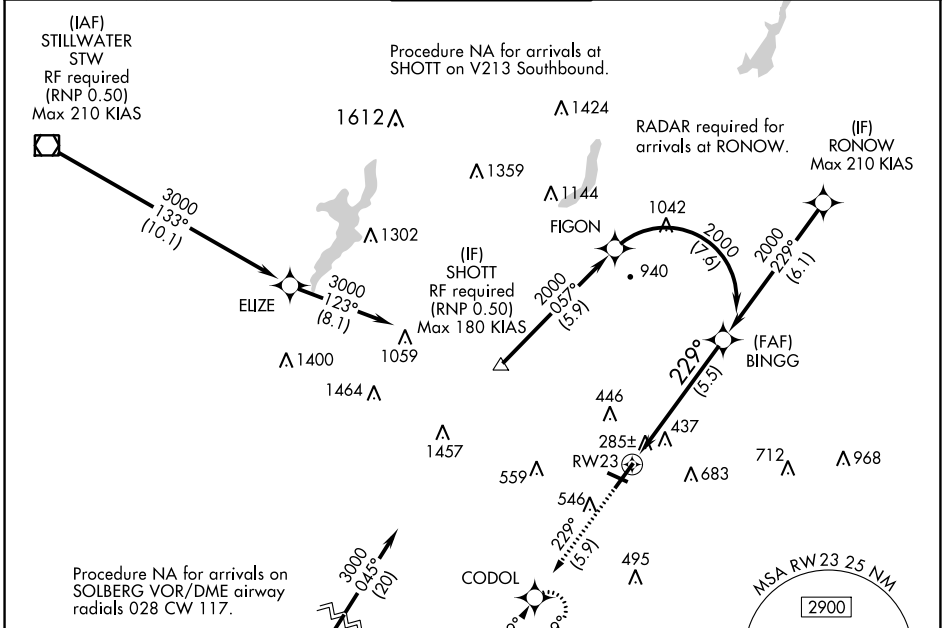 (IAF)
STILLWATER
STW
RF required
(RNP 0.50)
Max 210 KIAS
Procedure NA for arrivals at
SHOTT on V213 Southbound.
1612
1424
RADAR required for
arrivals at RONOW.
(IF)
RONOW
Max 210 KIAS
1359
1144
3000
133°
(10.1)
1302
FIGON
1042
2000
(7.6)
2000
229°
(6.1)
940
(IF)
SHOTT
RF required
(RNP 0.50)
Max 180 KIAS
ELIZE
3000
123°
(8.1)
2000
057°
(5.9)
1059
1400
1464
(FAF)
BINGG
229°
(5.5)
446
437
285±
1457
559
RW23
683
712
968
546
229°
(5.9)
495
Procedure NA for arrivals on
SOLBERG VOR/DME airway
radials 028 CW 117.
3000
045°
(20)
CODOL
MSA RW 23 25 NM
2900